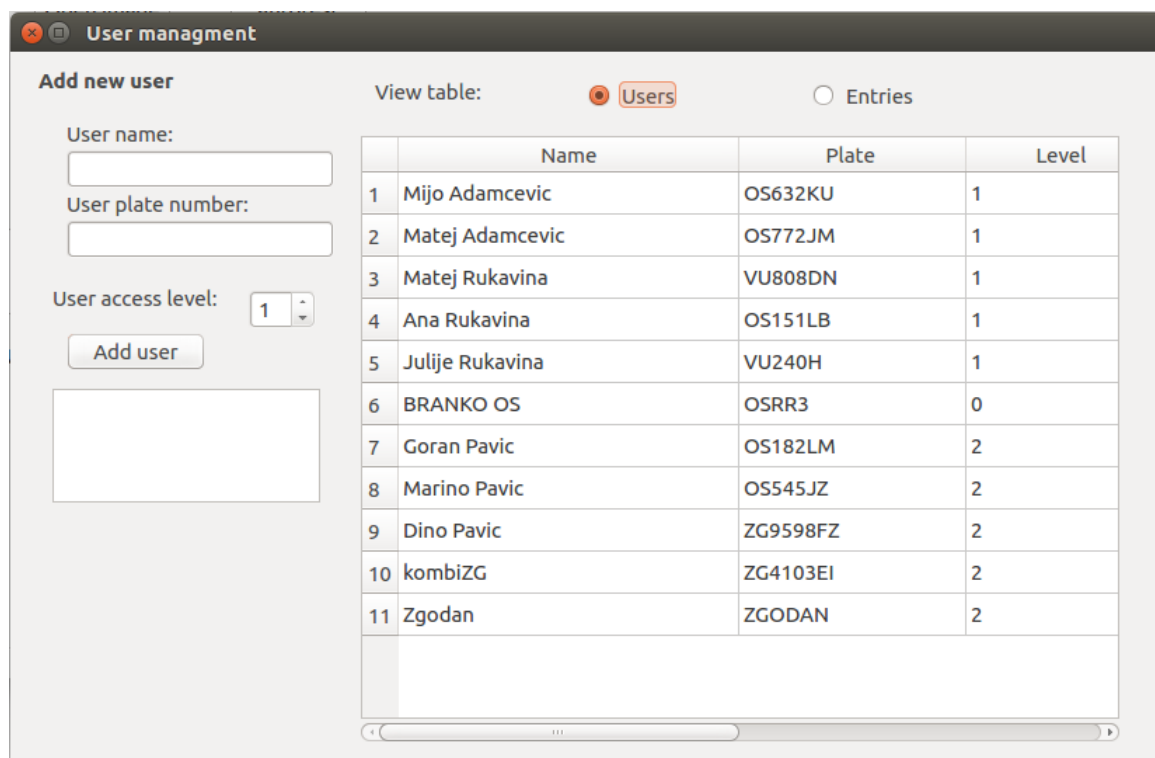 User managment
Add new user
View table:
Users
Entries
User name:
User plate number:
User access level:
1
Add user
Name Plate Level
1 Mijo Adamcevic OS632KU 1
2 Matej Adamcevic OS772JM 1
3 Matej Rukavina VU808DN 1
4 Ana Rukavina OS151LB 1
5 Julije Rukavina VU240H 1
6 BRANKO OS OSRR3 0
7 Goran Pavic OS182LM 2
8 Marino Pavic OS545JZ 2
9 Dino Pavic ZG9598FZ 2
10 kombiZG ZG4103EI 2
11 Zgodan ZGODAN 2